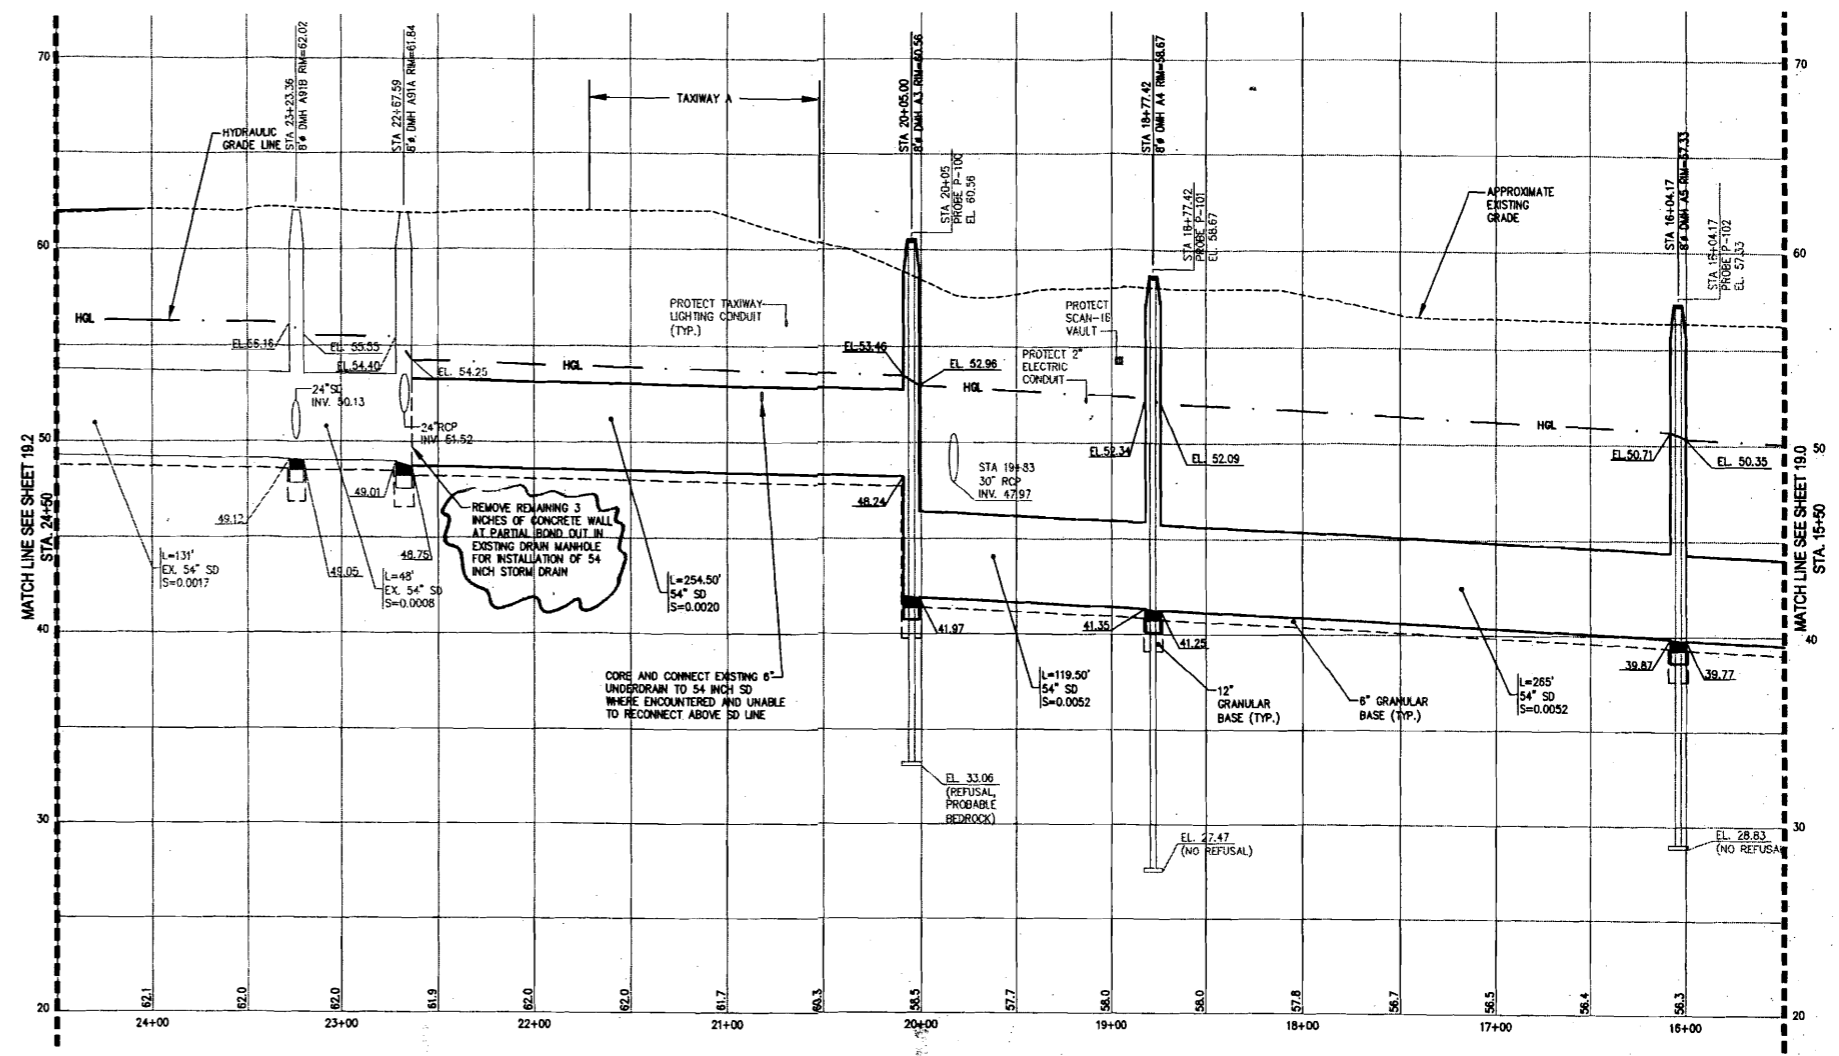 70
60
50
40
30
20
MATCH LINE SEE SHEET 19.2
STA. 24+50
HYDRAULIC
GRADE LINE
STA 23+23.36
8'ø DMH A91B RIM=62.02
STA 22+67.59
8'ø DMH A91A RIM=61.84
TAXIWAY A
STA 20+05.00
8'ø DMH A3 RIM=60.56
STA 20+05
PROBE P-100
EL 60.56
STA 18+77.42
8'ø DMH A4 RIM=58.67
STA 18+77.42
PROBE P-101
EL. 58.67
APPROXIMATE
EXISTING
GRADE
STA 16+04.17
8'ø DMH A5 RIM=57.33
STA 16+04.17
PROBE P-102
EL. 57.33
HGL
EL. 55.55
EL.54.40
EL. 54.25
HGL
PROTECT TAXIWAY
LIGHTING CONDUIT
(TYP.)
EL.53.46
EL. 52.96
HGL
PROTECT
SCAN-16
VAULT
PROTECT 2"
ELECTRIC
CONDUIT
EL.52.34
EL. 52.09
HGL
EL.50.71
EL. 50.35
24"SD
INV. 50.13
24"RCP
INV. 51.52
STA 19+83
30" RCP
INV. 47.97
49.12
49.05
49.01
48.75
48.24
L=131'
EX. 54" SD
S=0.0017
L=48'
EX. 54" SD
S=0.0008
REMOVE REMAINING 3
INCHES OF CONCRETE WALL
AT PARTIAL BOND OUT IN
EXISTING DRAIN MANHOLE
FOR INSTALLATION OF 54
INCH STORM DRAIN
L=254.50'
54" SD
S=0.0020
CORE AND CONNECT EXISTING 6"
UNDERDRAIN TO 54 INCH SD
WHERE ENCOUNTERED AND UNABLE
TO RECONNECT ABOVE SD LINE
41.97
41.35
41.25
L=119.50'
54" SD
S=0.0052
12"
GRANULAR
BASE (TYP.)
6" GRANULAR
BASE (TYP.)
L=265'
54" SD
S=0.0052
39.87
39.77
EL 33.06
(REFUSAL,
PROBABLE
BEDROCK)
EL. 27.47
(NO REFUSAL)
EL. 28.83
(NO REFUSAL
MATCH LINE SEE SHEET 19.0
STA. 15+50
70
60
50
40
30
20
62.1 62.0 62.0 61.9 62.0 62.0 61.7 60.3 58.5 57.7 58.0 58.0 57.8 56.7 56.5 56.4 56.3
24+00 23+00 22+00 21+00 20+00 19+00 18+00 17+00 16+00